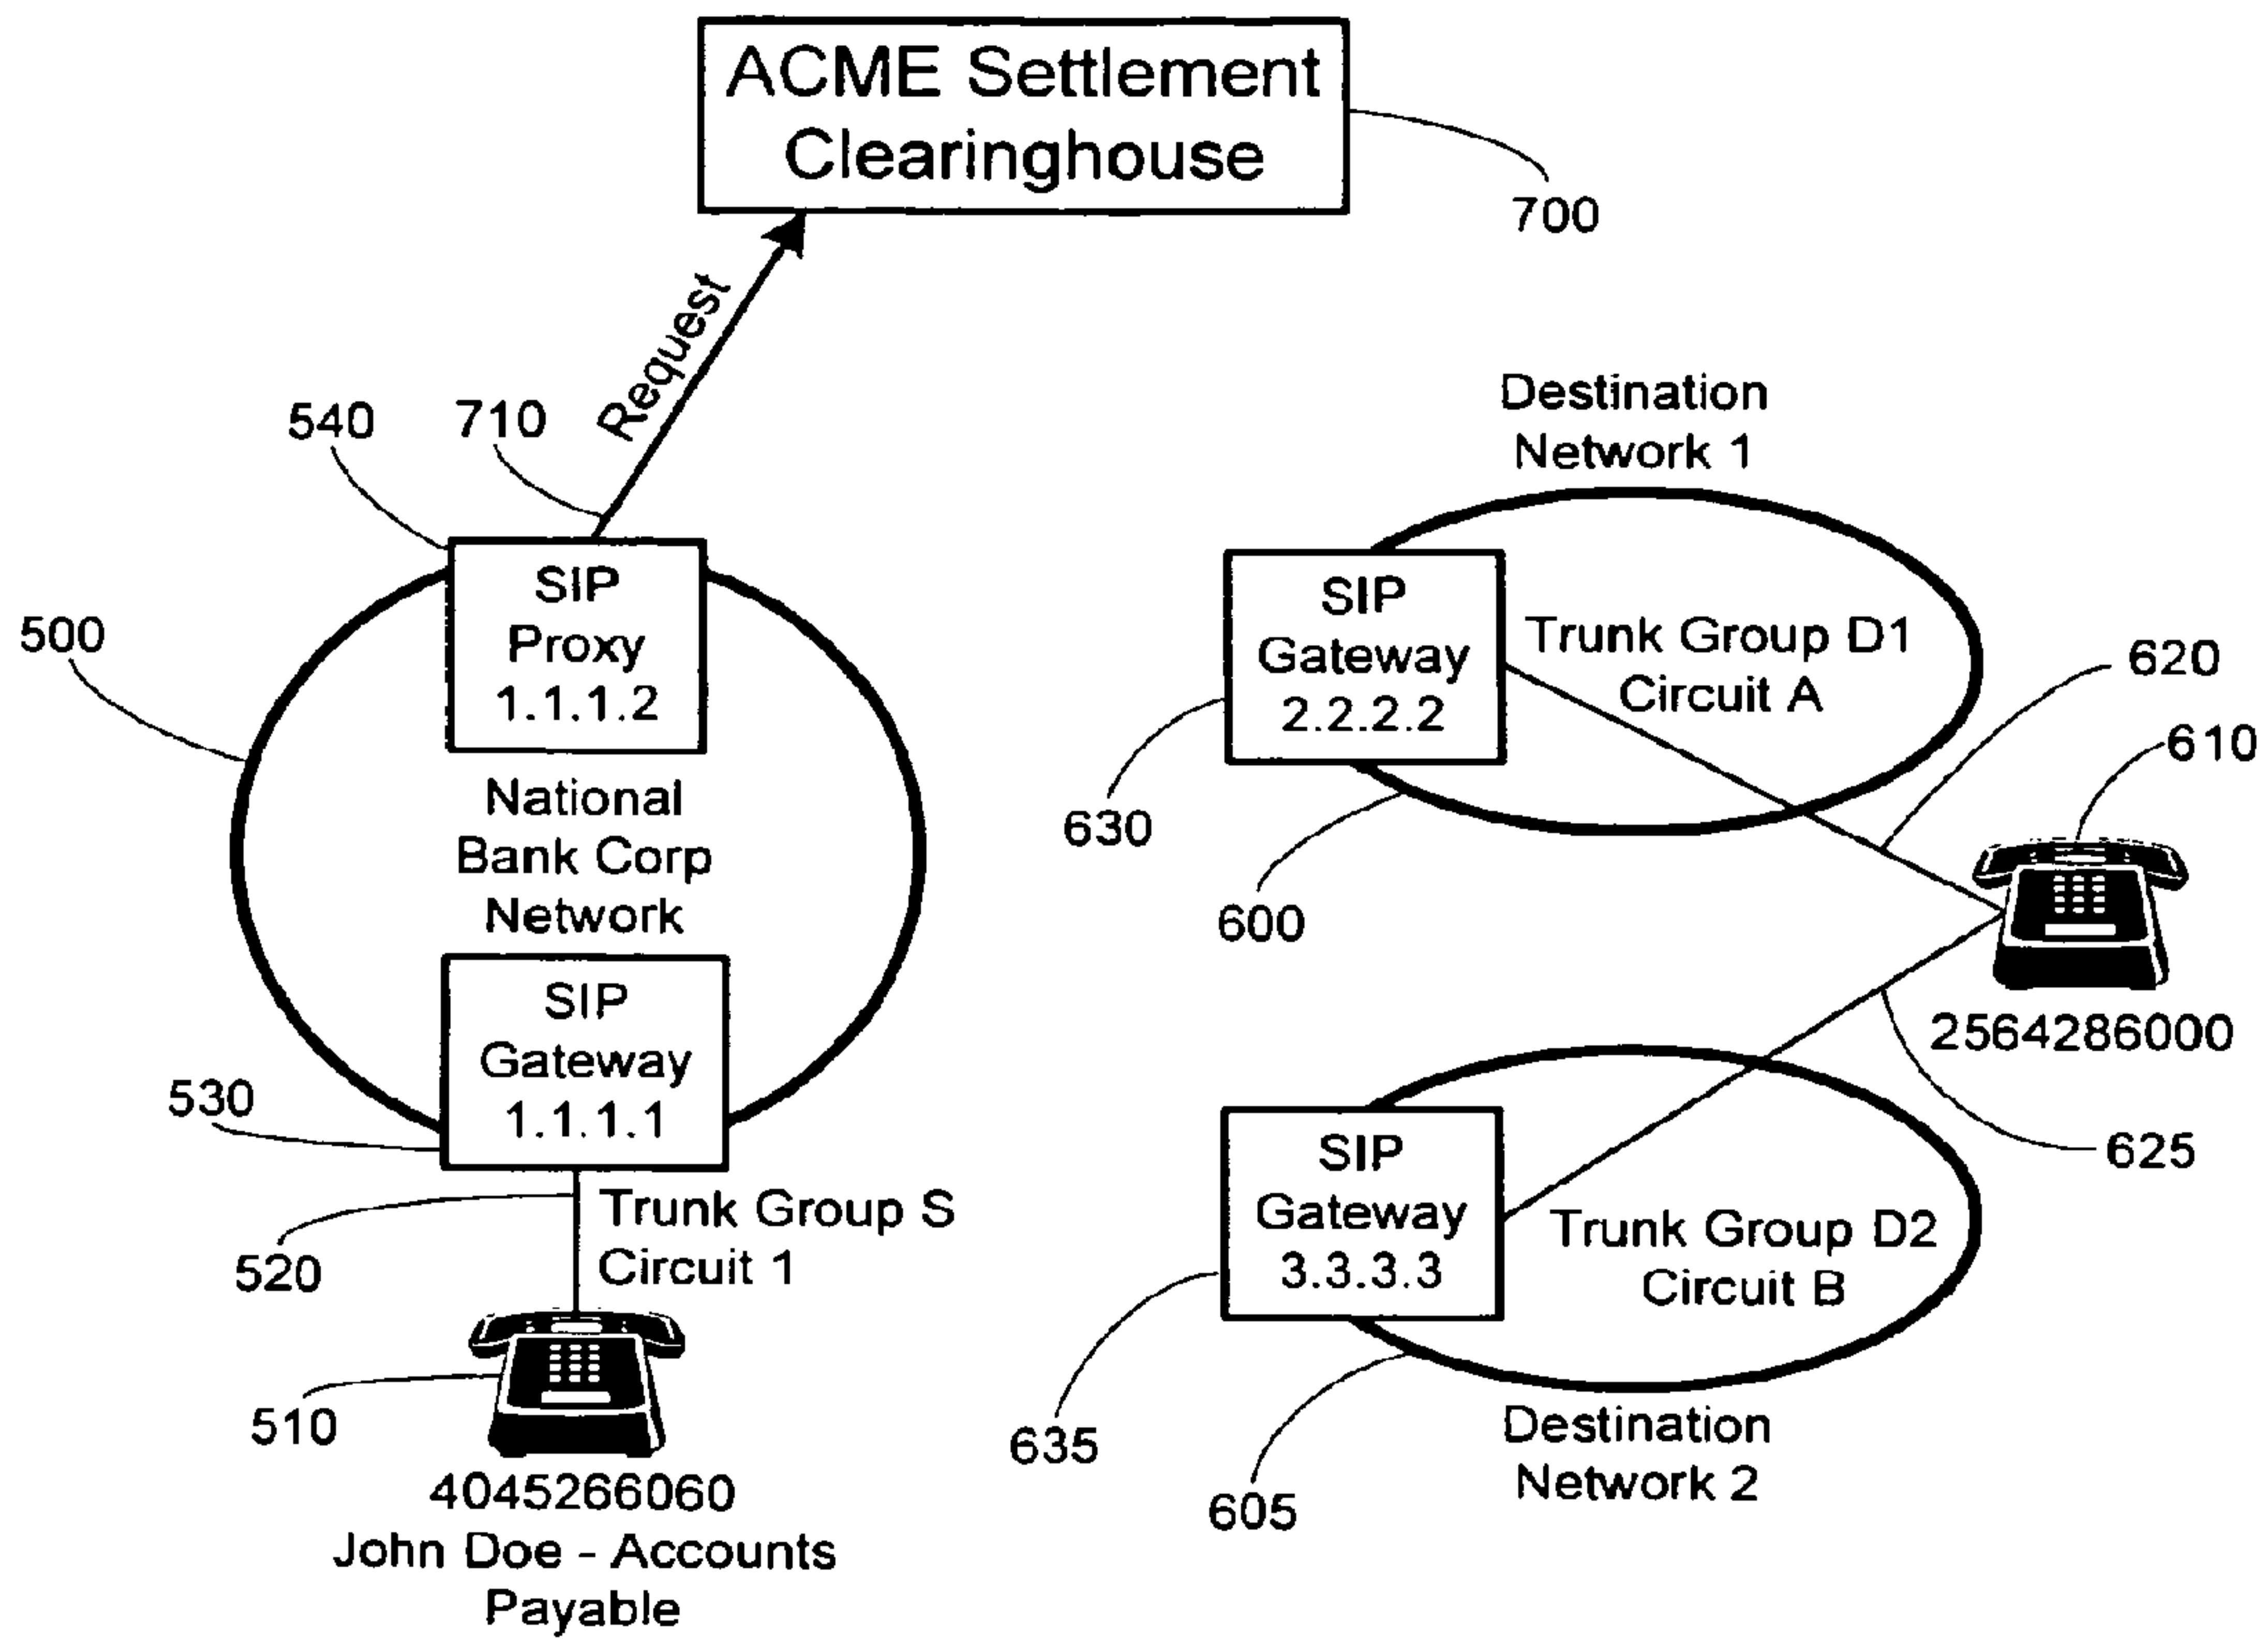 ACME Settlement
Clearinghouse
700
Request
540
710
500
SIP
Proxy
1.1.1.2
National
Bank Corp
Network
SIP
Gateway
1.1.1.1
530
520
Trunk Group S
Circuit 1
510
4045266060
John Doe - Accounts
Payable
Destination
Network 1
SIP
Gateway
2.2.2.2
Trunk Group D1
Circuit A
620
610
630
600
2564286000
625
SIP
Gateway
3.3.3.3
Trunk Group D2
Circuit B
635
605
Destination
Network 2